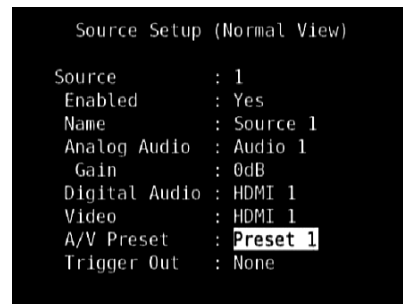 Source Setup (Normal View)
Source : 1
Enabled : Yes
Name : Source 1
Analog Audio : Audio 1
Gain : 0dB
Digital Audio : HDMI 1
Video : HDMI 1
A/V Preset : Preset 1
Trigger Out : None